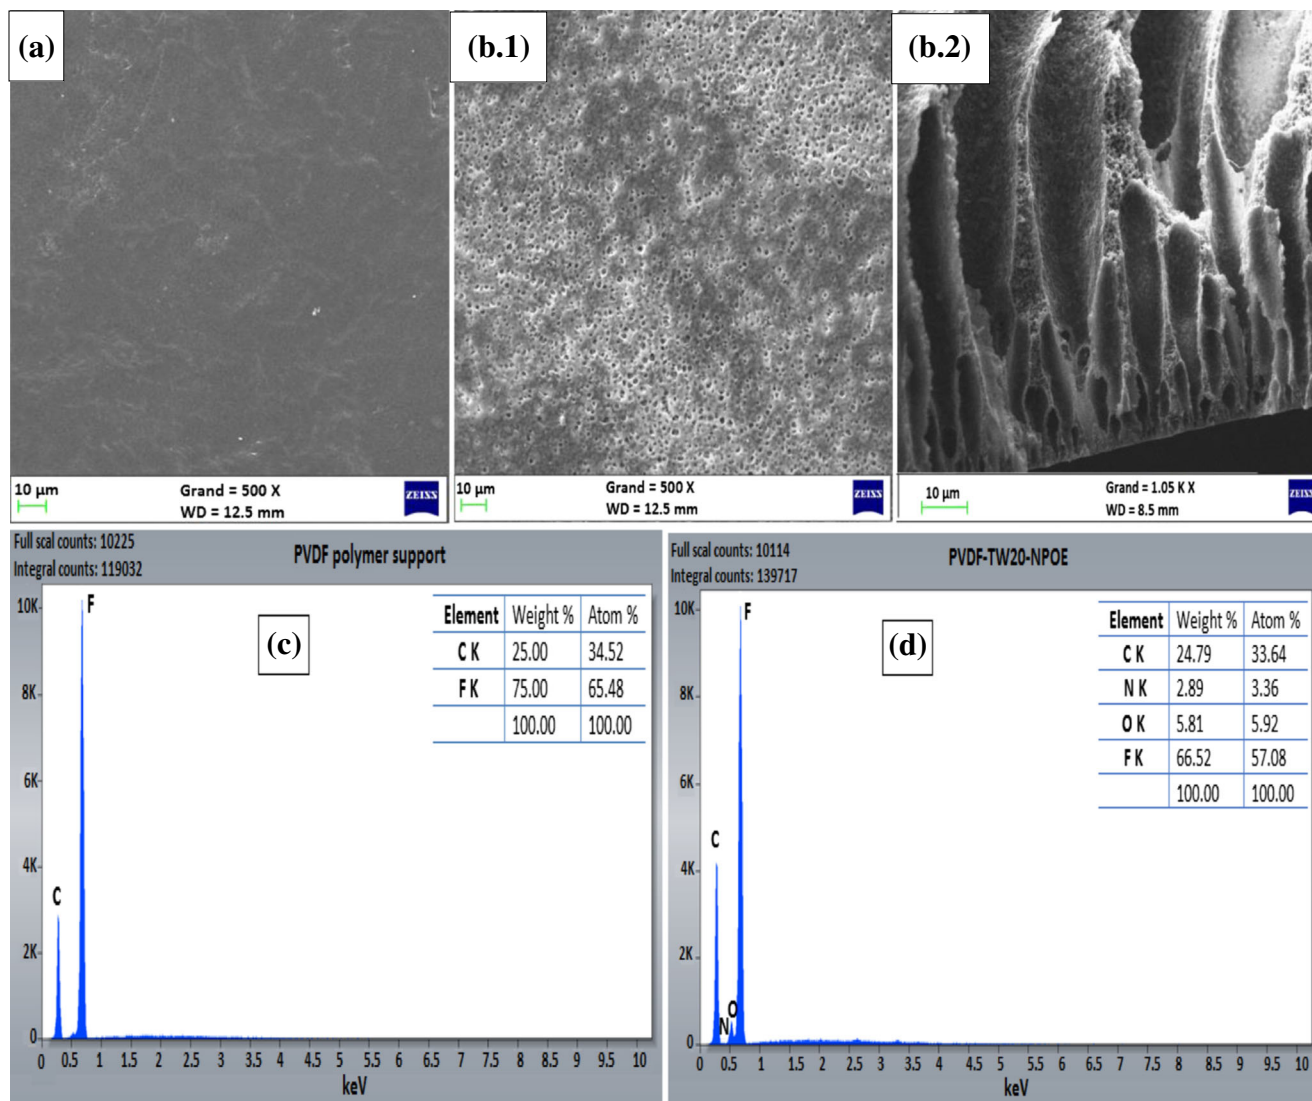 (a)
(b.1)
(b.2)
10 µm
Grand = 500 X
WD = 12.5 mm
ZEISS
10 µm
Grand = 500 X
WD = 12.5 mm
ZEISS
10 µm
Grand = 1.05 K X
WD = 8.5 mm
ZEISS
Full scal counts: 10225
Integral counts: 119032
PVDF polymer support
(c)
Element Weight % Atom %
C K 25.00 34.52
F K 75.00 65.48
100.00 100.00
F
C
10K
8K
6K
4K
2K
0
0 0.5 1 1.5 2 2.5 3 3.5 4 4.5 5 5.5 6 6.5 7 7.5 8 8.5 9 9.5 10
keV
Full scal counts: 10114
Integral counts: 139717
PVDF-TW20-NPOE
(d)
Element Weight % Atom %
C K 24.79 33.64
N K 2.89 3.36
O K 5.81 5.92
F K 66.52 57.08
100.00 100.00
F
C
O
N
10K
8K
6K
4K
2K
0
0 0.5 1 1.5 2 2.5 3 3.5 4 4.5 5 5.5 6 6.5 7 7.5 8 8.5 9 9.5 10
keV